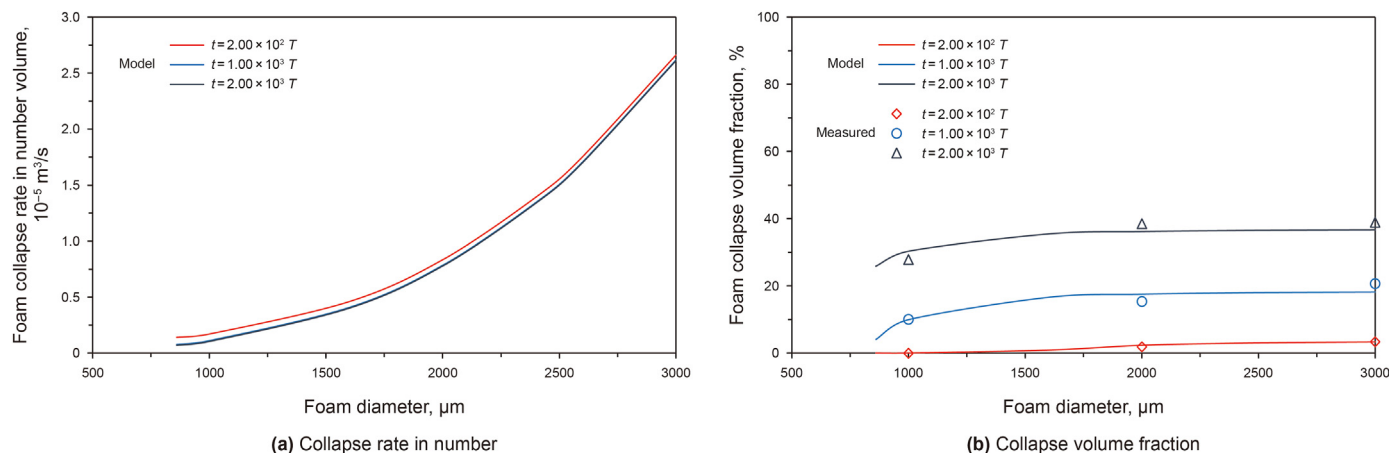 Foam collapse rate in number volume,
10⁻⁵ m³/s
3.0
2.5
2.0
1.5
1.0
0.5
0
Model
t = 2.00 × 10² T
t = 1.00 × 10³ T
t = 2.00 × 10³ T
500
1000
1500
2000
2500
3000
Foam diameter, µm
(a) Collapse rate in number
Foam collapse volume fraction, %
100
80
60
40
20
0
Model
t = 2.00 × 10² T
t = 1.00 × 10³ T
t = 2.00 × 10³ T
Measured
t = 2.00 × 10² T
t = 1.00 × 10³ T
t = 2.00 × 10³ T
500
1000
1500
2000
2500
3000
Foam diameter, µm
(b) Collapse volume fraction